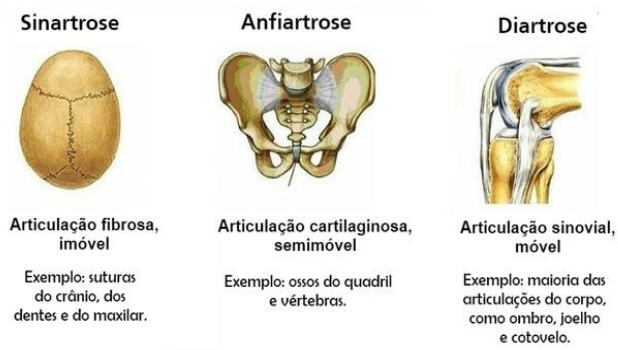 Sinartrose
Articulação fibrosa,
imóvel
Exemplo: suturas
do crânio, dos
dentes e do maxilar.
Anfiartrose
Articulação cartilaginosa,
semimóvel
Exemplo: ossos do quadril
e vértebras.
Diartrose
Articulação sinovial,
móvel
Exemplo: maioria das
articulações do corpo,
como ombro, joelho
e cotovelo.